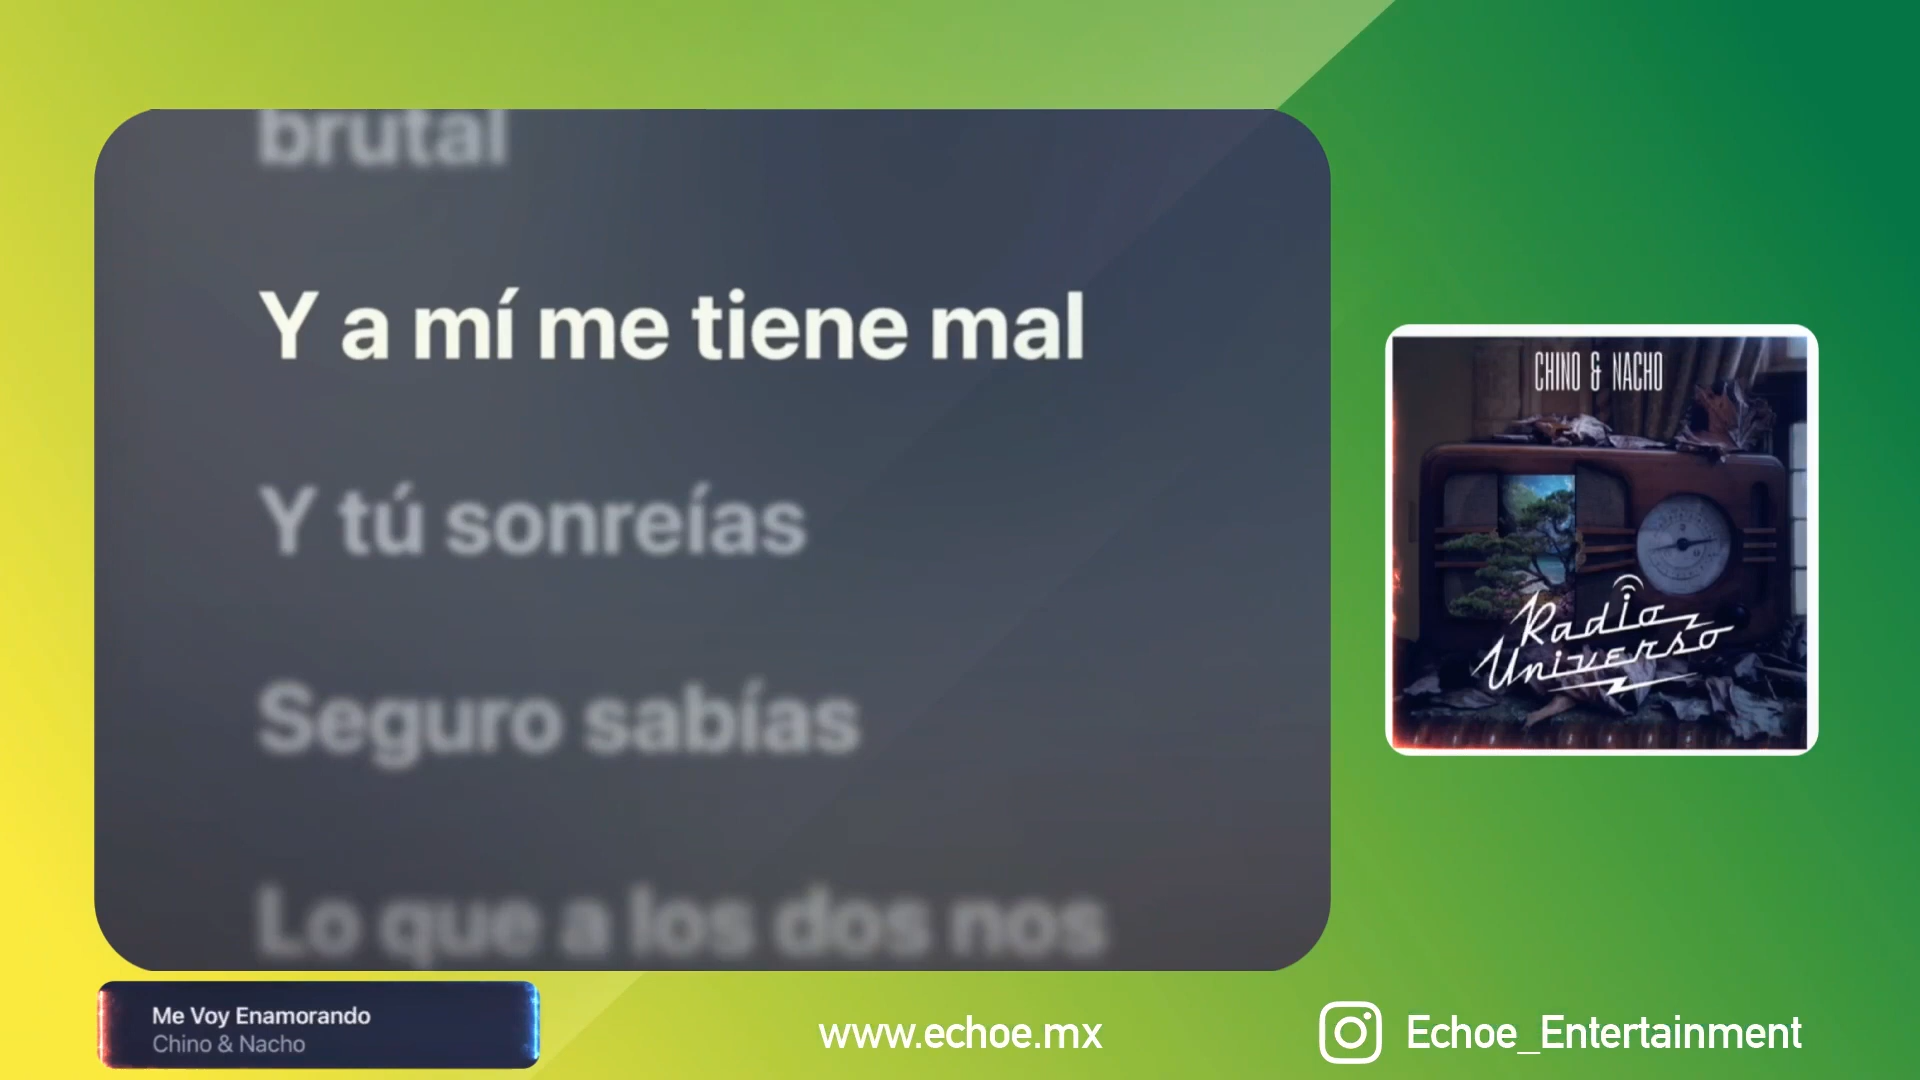 brutal
Y a mí me tiene mal
Y tú sonreías
Seguro sabías
Lo que a los dos nos
CHINO & NACHO
Radio
Universo
Me Voy Enamorando
Chino & Nacho
www.echoe.mx
Echoe_Entertainment